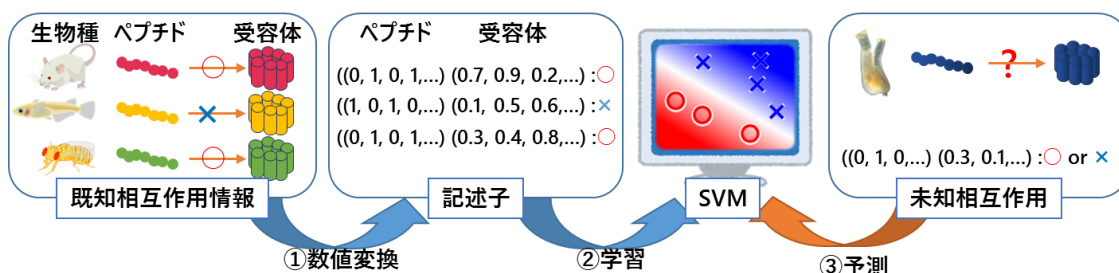 生物種 ペプチド 受容体
既知相互作用情報
ペプチド 受容体
((0, 1, 0, 1,...) (0.7, 0.9, 0.2,...) :○
((1, 0, 1, 0,...) (0.1, 0.5, 0.6,...) :×
((0, 1, 0, 1,...) (0.3, 0.4, 0.8,...) :○
記述子
SVM
?
((0, 1, 0,...) (0.3, 0.1,...) :○ or ×
未知相互作用
①数値変換
②学習
③予測